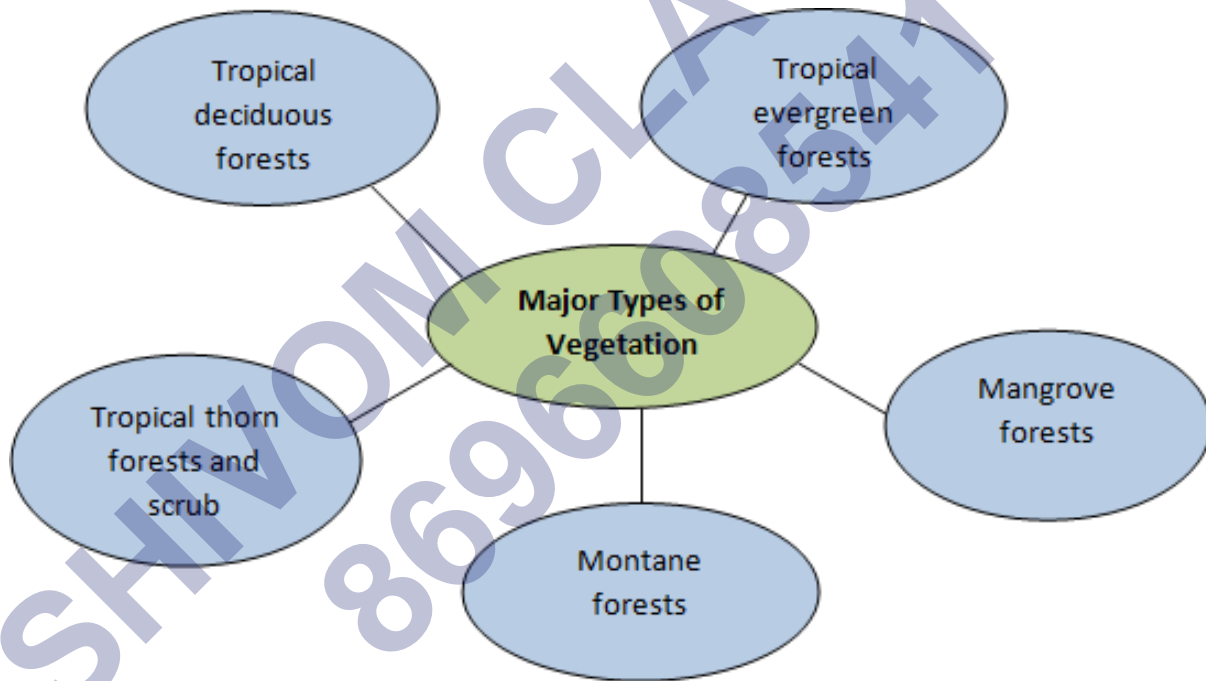 Tropical
deciduous
forests
Tropical
evergreen
forests
Major Types of
Vegetation
Tropical thorn
forests and
scrub
Mangrove
forests
Montane
forests
SHIVOM CLA
8696608541